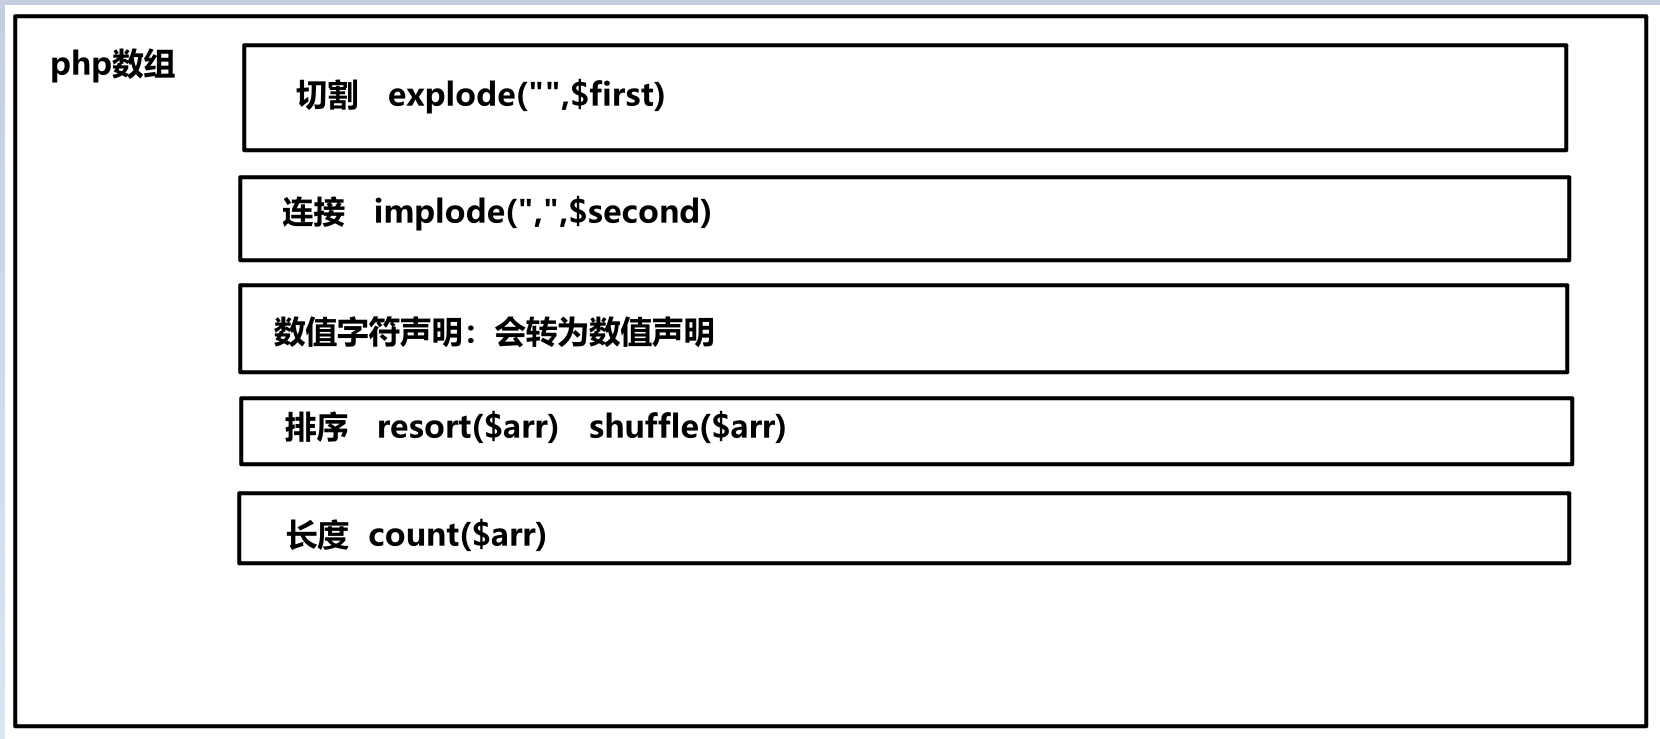 php数组
切割 explode("",$first)
连接 implode(",",$second)
数值字符声明：会转为数值声明
排序 resort($arr) shuffle($arr)
长度 count($arr)